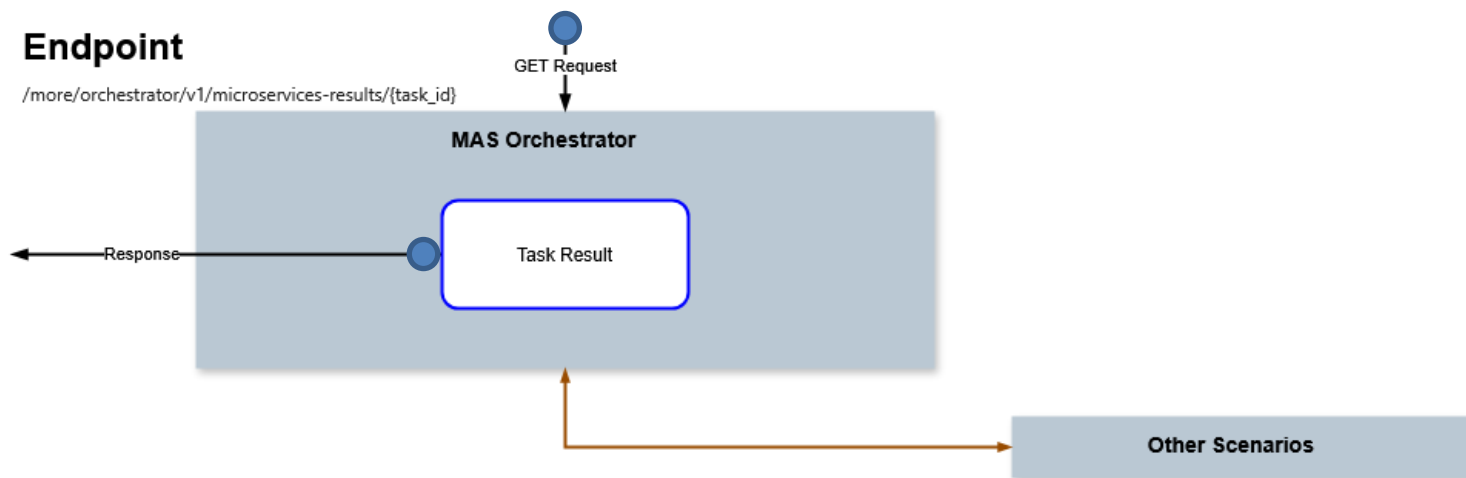 Endpoint
GET Request
/more/orchestrator/v1/microservices-results/{task_id}
MAS Orchestrator
Response
Task Result
Other Scenarios